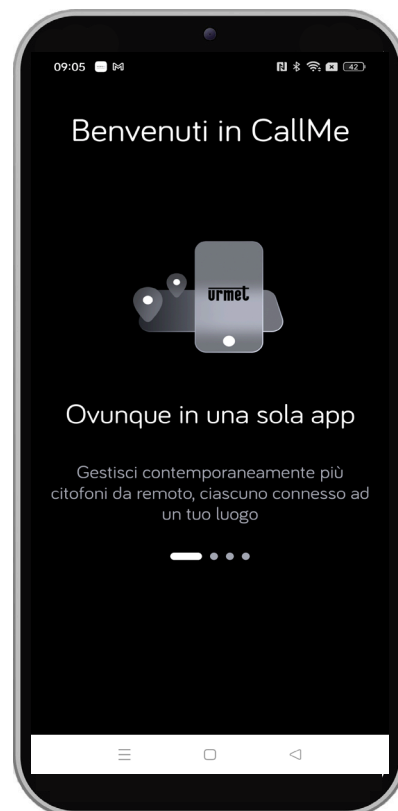 09:05
42
Benvenuti in CallMe
urmet
Ovunque in una sola app
Gestisci contemporaneamente più
citofoni da remoto, ciascuno connesso ad
un tuo luogo